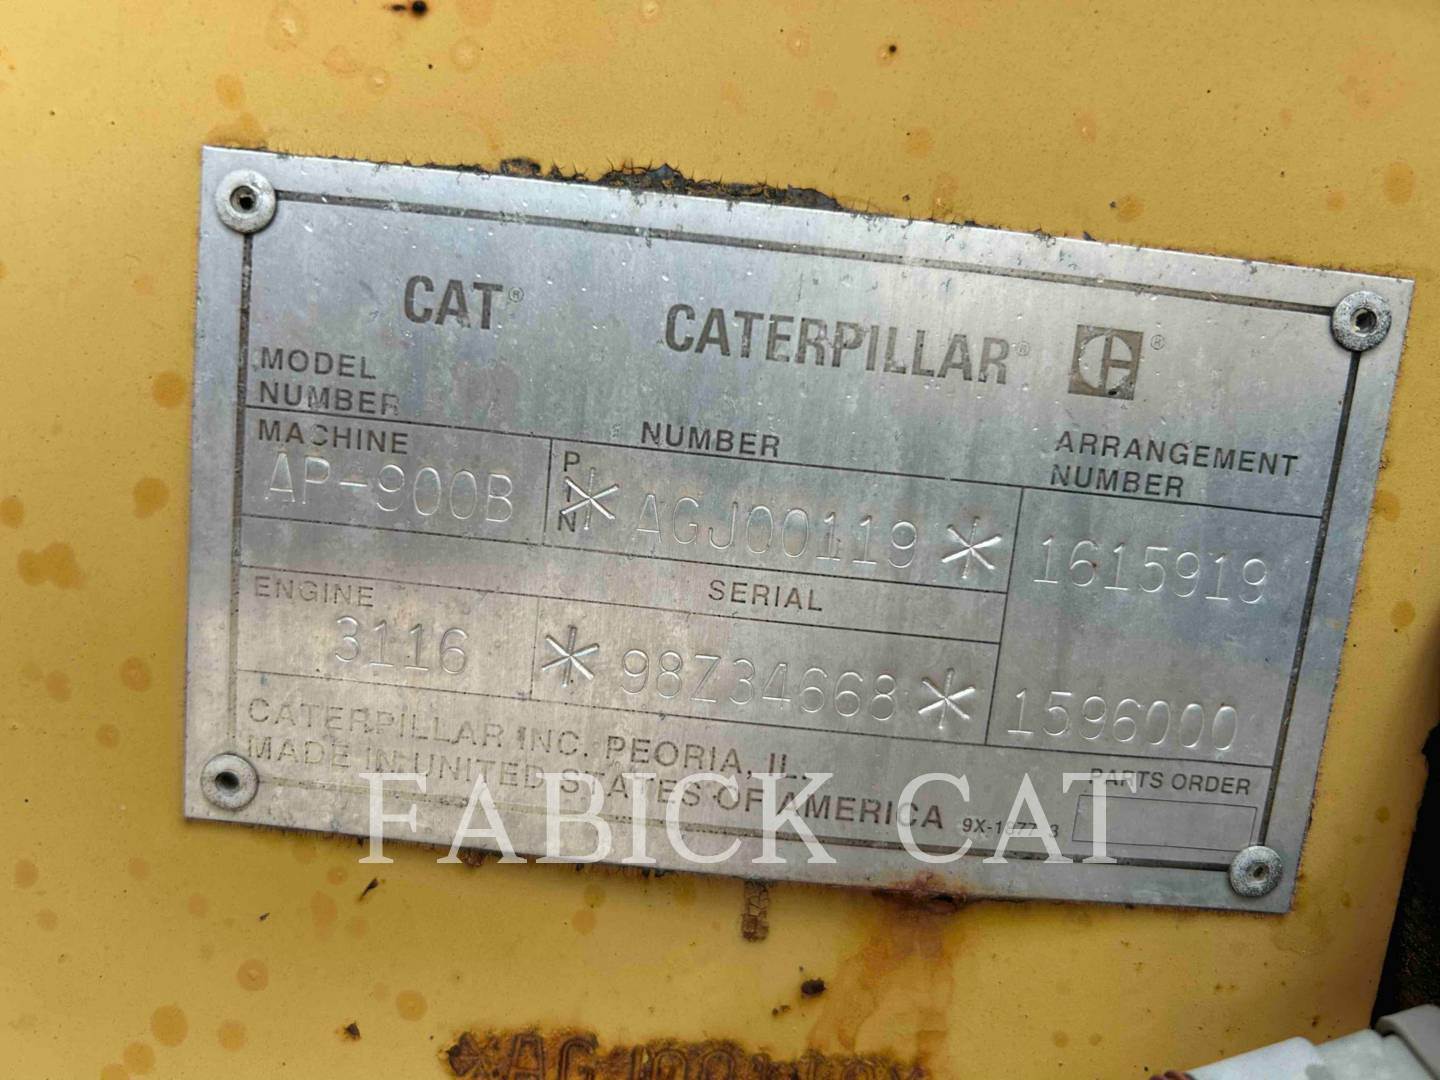 CAT® CATERPILLAR® ®
MODEL
NUMBER
MACHINE NUMBER ARRANGEMENT
NUMBER
AP-900B PIN *AGJ00119* 1615919
ENGINE SERIAL
3116 *98Z34668* 1596000
CATERPILLAR INC. PEORIA, IL.
MADE IN UNITED STATES OF AMERICA PARTS ORDER
FABICK CAT